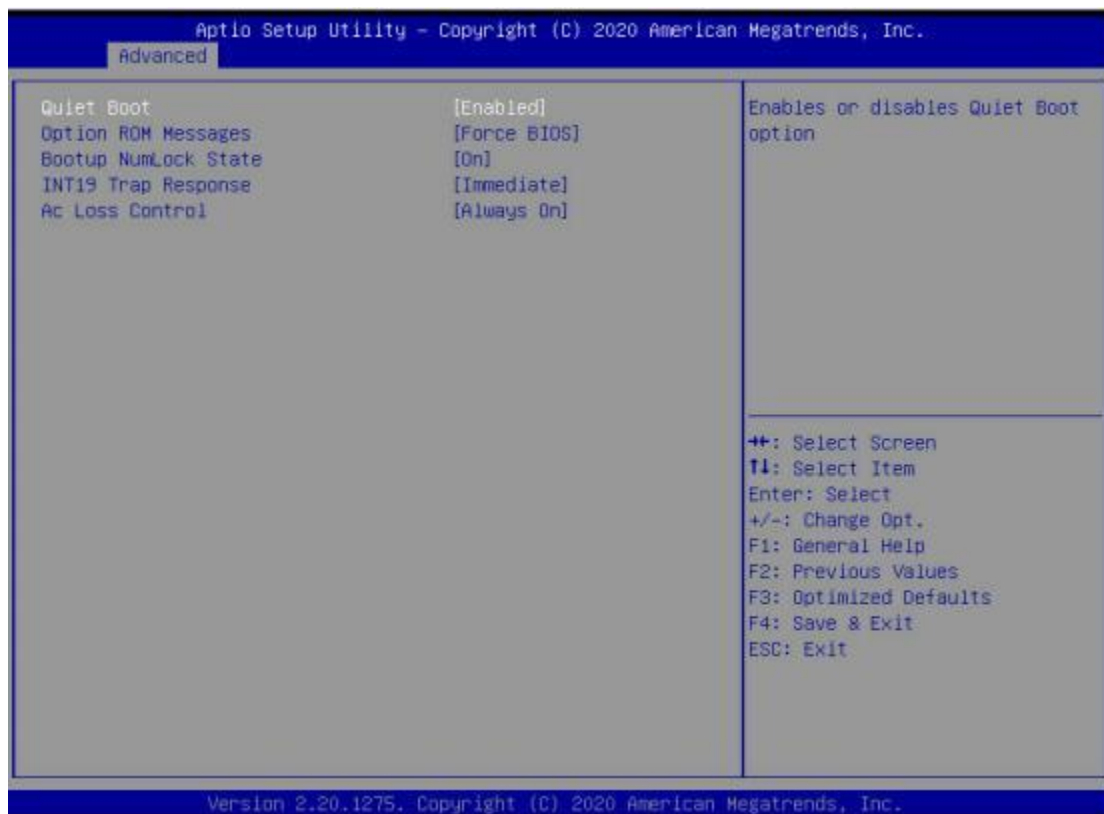 Aptio Setup Utility – Copyright (C) 2020 American Megatrends, Inc.
Advanced
Quiet Boot [Enabled]
Option ROM Messages [Force BIOS]
Bootup NumLock State [On]
INT19 Trap Response [Immediate]
Ac Loss Control [Always On]
Enables or disables Quiet Boot
option
→←: Select Screen
↑↓: Select Item
Enter: Select
+/-: Change Opt.
F1: General Help
F2: Previous Values
F3: Optimized Defaults
F4: Save & Exit
ESC: Exit
Version 2.20.1275. Copyright (C) 2020 American Megatrends, Inc.